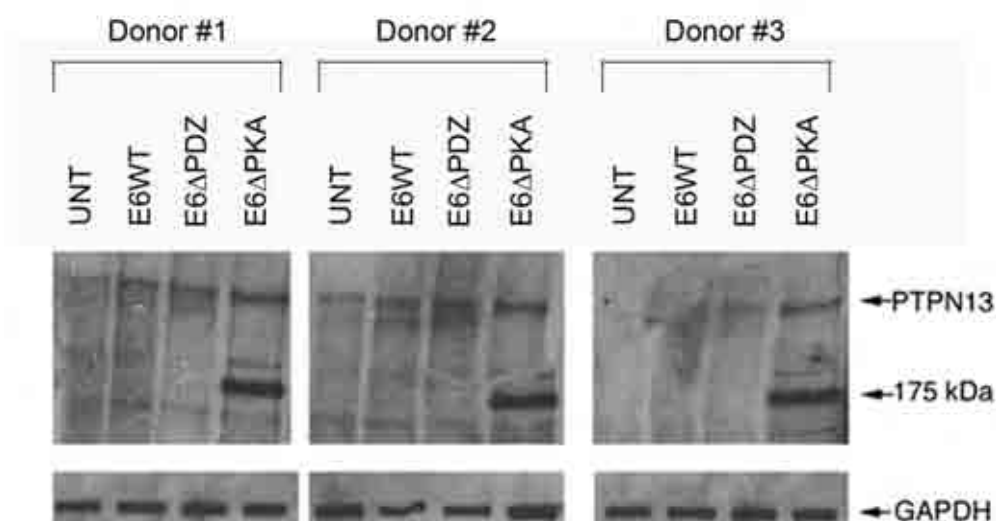 Donor #1 Donor #2 Donor #3
UNT E6WT E6ΔPDZ E6ΔPKA UNT E6WT E6ΔPDZ E6ΔPKA UNT E6WT E6ΔPDZ E6ΔPKA
PTPN13
175 kDa
GAPDH